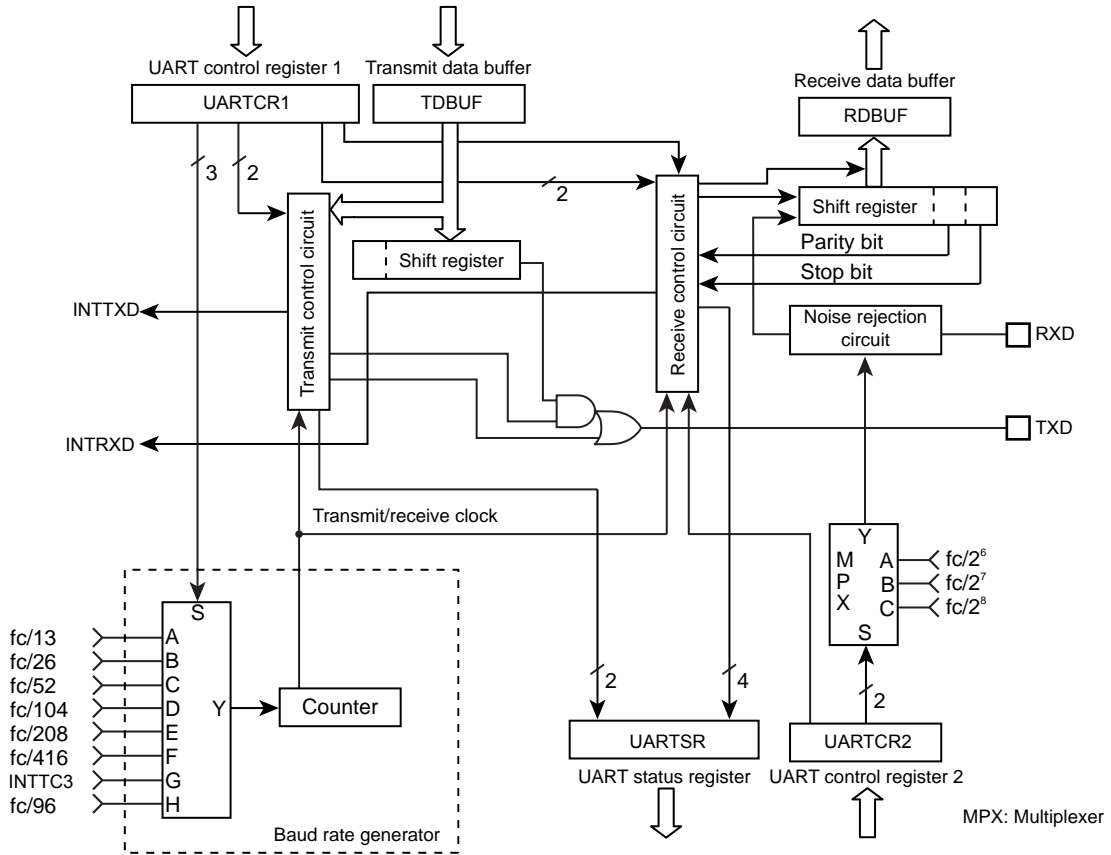 UART control register 1
Transmit data buffer
Receive data buffer
UARTCR1
TDBUF
RDBUF
3
2
2
Shift register
Shift register
Parity bit
Stop bit
Transmit control circuit
Receive control circuit
INTTXD
Noise rejection
circuit
RXD
INTRXD
TXD
Transmit/receive clock
Y
M
P
X
A
B
C
S
fc/2⁶
fc/2⁷
fc/2⁸
S
fc/13
A
fc/26
B
fc/52
C
fc/104
D
Y
Counter
fc/208
E
fc/416
F
INTTC3
G
fc/96
H
Baud rate generator
2
4
2
UARTSR
UARTCR2
UART status register
UART control register 2
MPX: Multiplexer